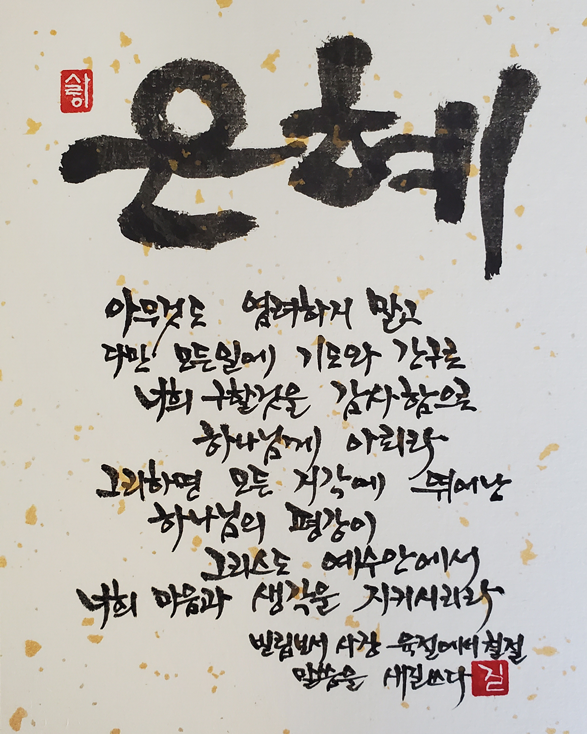 은혜
아무것도 염려하지 말고
다만 모든일에 기도와 간구로
너희 구할것을 감사함으로
하나님께 아뢰라
그리하면 모든 지각에 뛰어난
하나님의 평강이
그리스도 예수안에서
너희 마음과 생각을 지키시리라
빌립보서 사장 육절에서 칠절
말씀을 새길쓰다
길